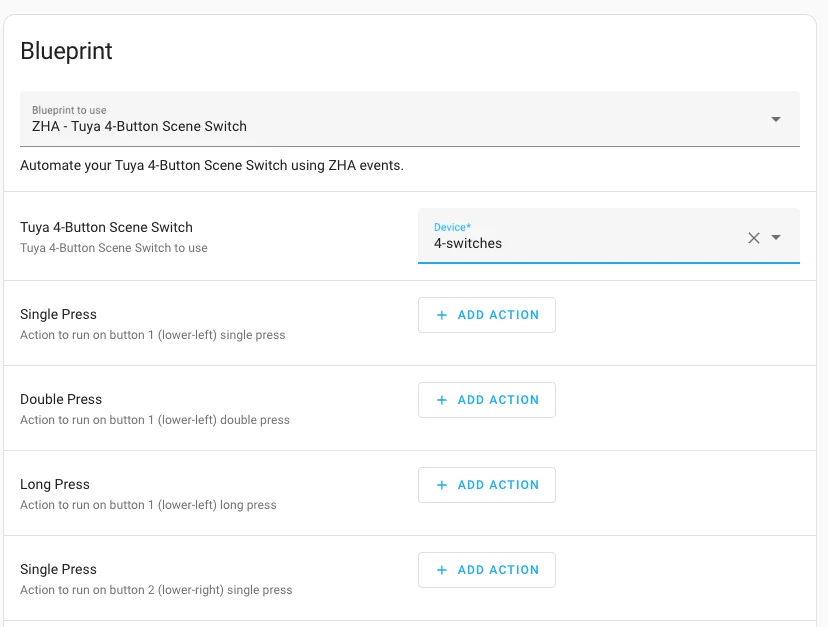 Blueprint
Blueprint to use
ZHA - Tuya 4-Button Scene Switch
Automate your Tuya 4-Button Scene Switch using ZHA events.
Tuya 4-Button Scene Switch
Tuya 4-Button Scene Switch to use
Device*
4-switches
Single Press
Action to run on button 1 (lower-left) single press
+ ADD ACTION
Double Press
Action to run on button 1 (lower-left) double press
+ ADD ACTION
Long Press
Action to run on button 1 (lower-left) long press
+ ADD ACTION
Single Press
Action to run on button 2 (lower-right) single press
+ ADD ACTION